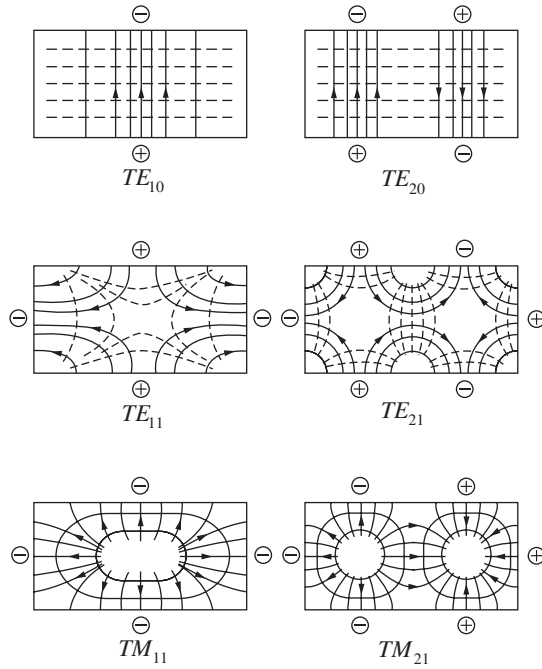 ⊖ ⊖ ⊕
⊕ ⊕ ⊖
TE₁₀ TE₂₀
⊕ ⊕ ⊖
⊖ ⊖ ⊖ ⊕
⊕ ⊕ ⊖
TE₁₁ TE₂₁
⊖ ⊖ ⊕
⊖ ⊖ ⊖ ⊕
⊖ ⊖ ⊕
TM₁₁ TM₂₁